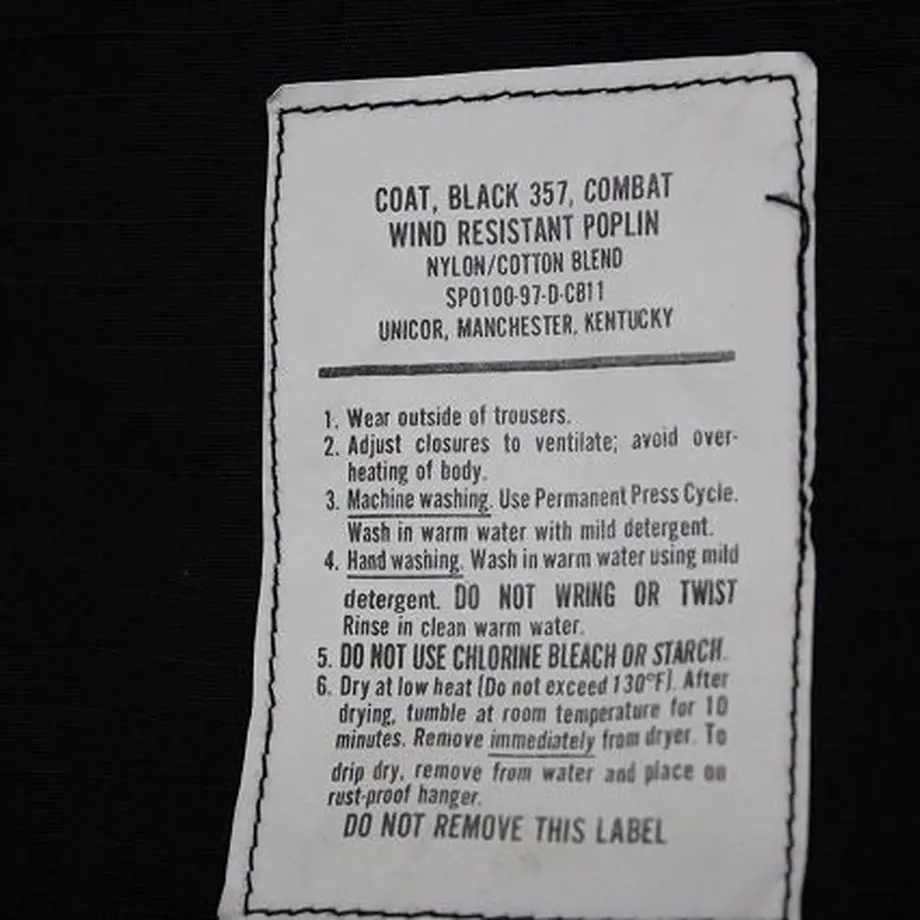 COAT, BLACK 357, COMBAT
WIND RESISTANT POPLIN
NYLON/COTTON BLEND
SPO100-97-D-CB11
UNICOR, MANCHESTER, KENTUCKY
1. Wear outside of trousers.
2. Adjust closures to ventilate; avoid over-
heating of body.
3. Machine washing. Use Permanent Press Cycle.
Wash in warm water with mild detergent.
4. Hand washing. Wash in warm water using mild
detergent. DO NOT WRING OR TWIST
Rinse in clean warm water.
5. DO NOT USE CHLORINE BLEACH OR STARCH.
6. Dry at low heat (Do not exceed 130°F). After
drying, tumble at room temperature for 10
minutes. Remove immediately from dryer. To
drip dry, remove from water and place on
rust-proof hanger.
DO NOT REMOVE THIS LABEL